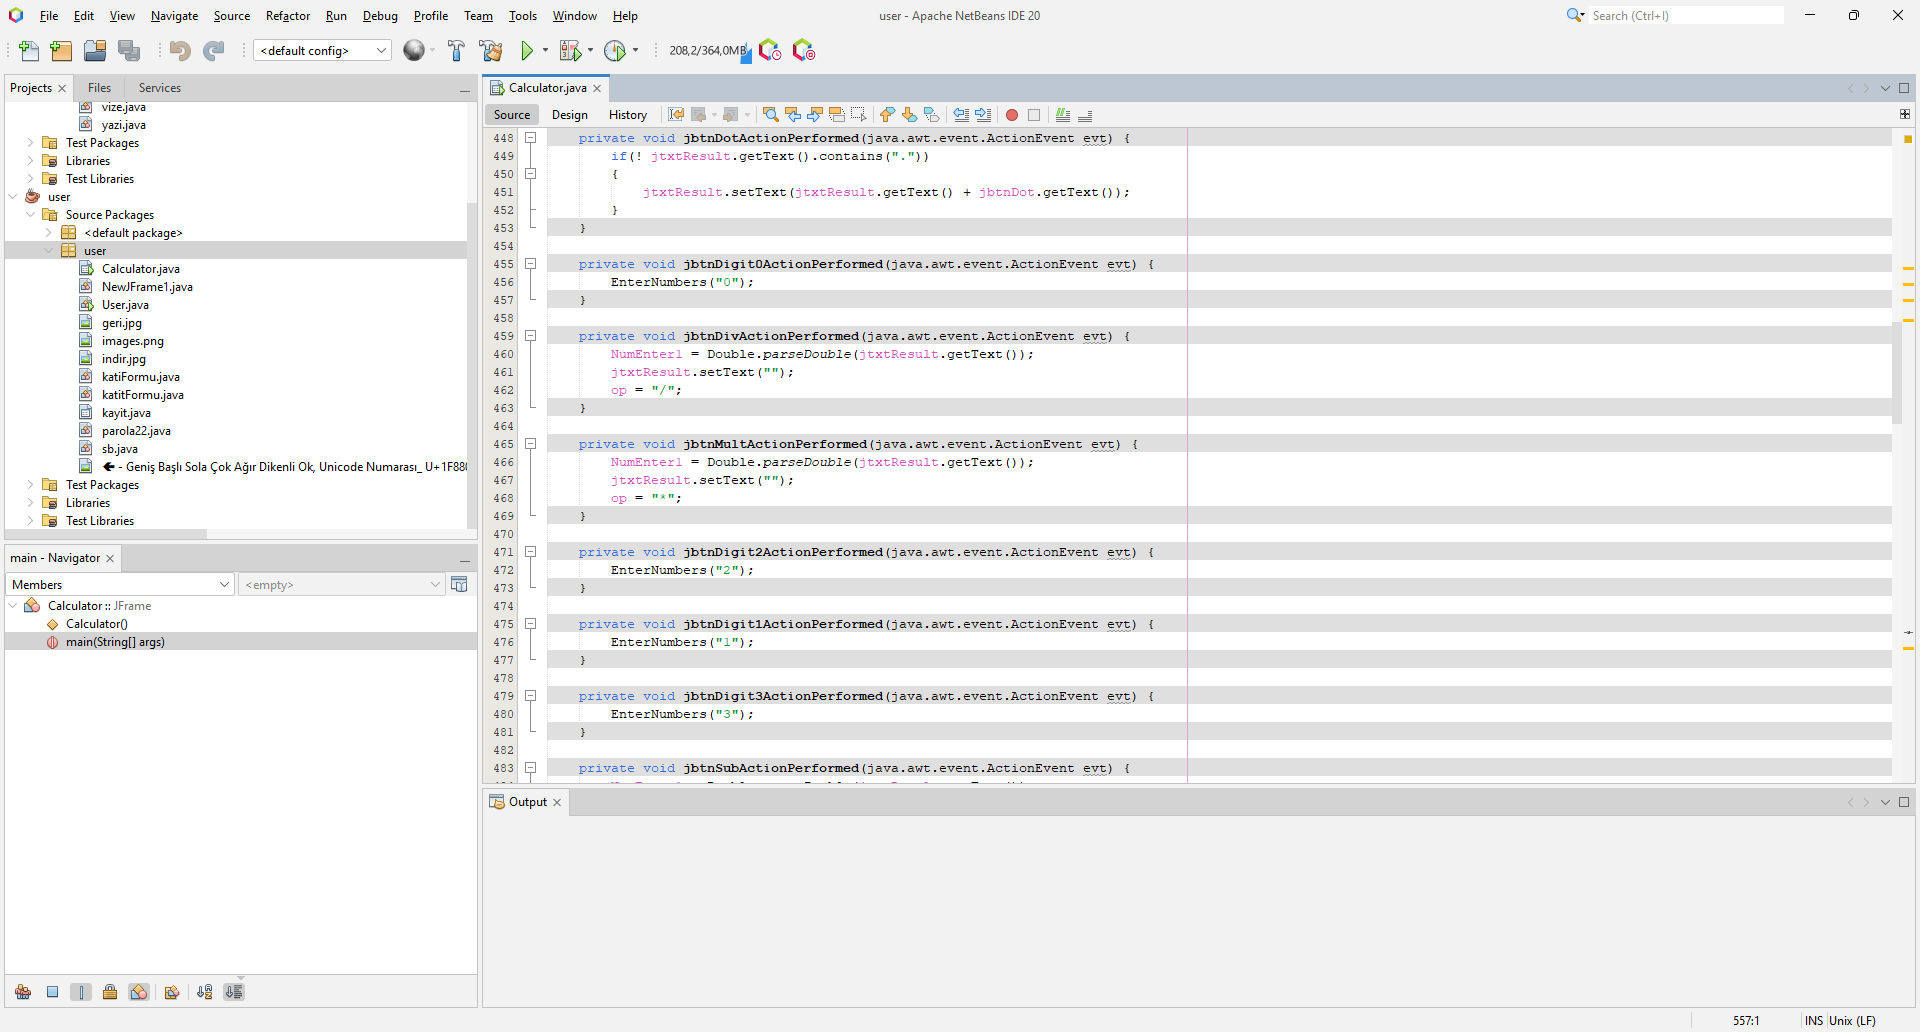 File Edit View Navigate Source Refactor Run Debug Profile Team Tools Window Help
user - Apache NetBeans IDE 20
Search (Ctrl+I)
<default config>
208,2/364,0MB
Projects Files Services
vize.java
yazi.java
Test Packages
Libraries
Test Libraries
user
Source Packages
<default package>
user
Calculator.java
NewJFrame1.java
User.java
geri.jpg
images.png
indir.jpg
katiFormu.java
katitFormu.java
kayit.java
parola22.java
sb.java
🡸 - Geniş Başlı Sola Çok Ağır Dikenli Ok, Unicode Numarası_ U+1F88
Test Packages
Libraries
Test Libraries
main - Navigator
Members
<empty>
Calculator :: JFrame
Calculator()
main(String[] args)
Calculator.java
Source Design History
448 private void jbtnDotActionPerformed(java.awt.event.ActionEvent evt) {
449 if(! jtxtResult.getText().contains("."))
450 {
451 jtxtResult.setText(jtxtResult.getText() + jbtnDot.getText());
452 }
453 }
454
455 private void jbtnDigit0ActionPerformed(java.awt.event.ActionEvent evt) {
456 EnterNumbers("0");
457 }
458
459 private void jbtnDivActionPerformed(java.awt.event.ActionEvent evt) {
460 NumEnter1 = Double.parseDouble(jtxtResult.getText());
461 jtxtResult.setText("");
462 op = "/";
463 }
464
465 private void jbtnMultActionPerformed(java.awt.event.ActionEvent evt) {
466 NumEnter1 = Double.parseDouble(jtxtResult.getText());
467 jtxtResult.setText("");
468 op = "*";
469 }
470
471 private void jbtnDigit2ActionPerformed(java.awt.event.ActionEvent evt) {
472 EnterNumbers("2");
473 }
474
475 private void jbtnDigit1ActionPerformed(java.awt.event.ActionEvent evt) {
476 EnterNumbers("1");
477 }
478
479 private void jbtnDigit3ActionPerformed(java.awt.event.ActionEvent evt) {
480 EnterNumbers("3");
481 }
482
483 private void jbtnSubActionPerformed(java.awt.event.ActionEvent evt) {
Output
557:1 INS Unix (LF)